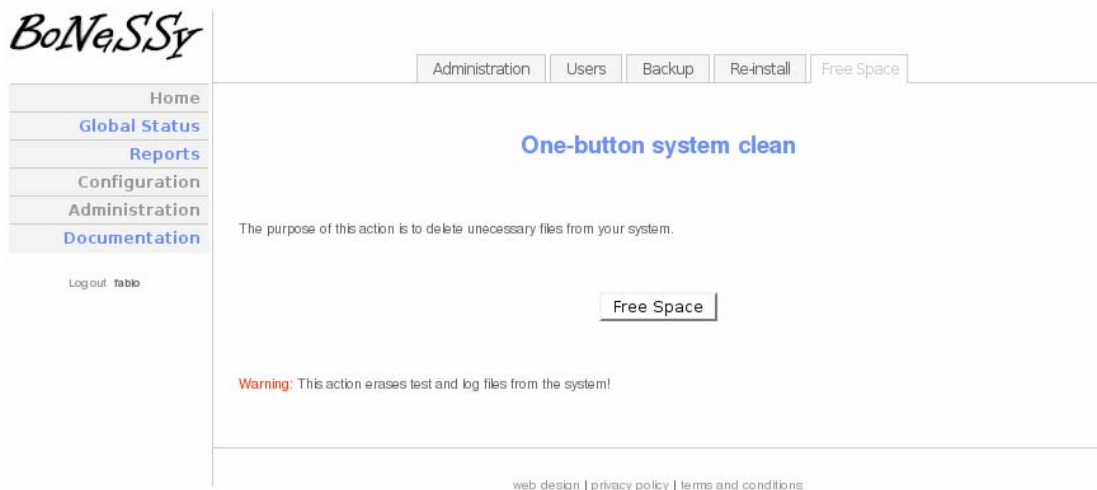 BoNeSSy
Administration Users Backup Re-install Free Space
Home
Global Status
Reports
Configuration
Administration
Documentation
Log out fabio
One-button system clean
The purpose of this action is to delete unecessary files from your system.
Free Space
Warning: This action erases test and log files from the system!
web design | privacy policy | terms and conditions